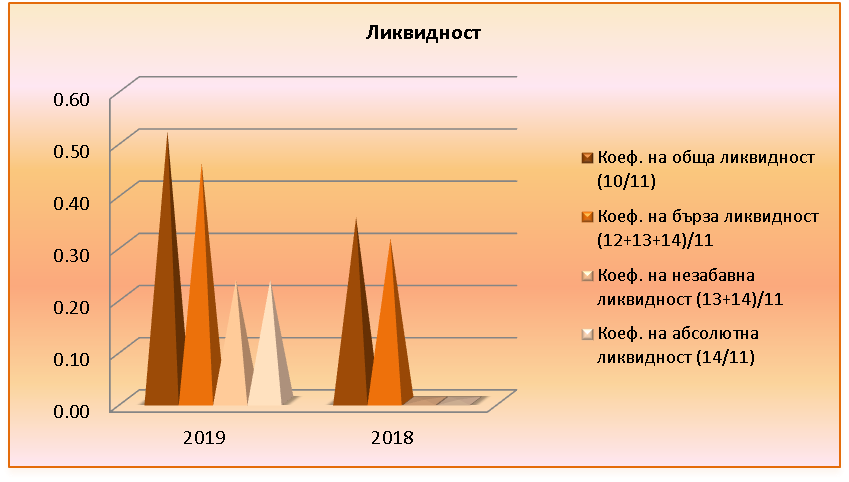 Ликвидност
0.60
0.50
0.40
0.30
0.20
0.10
0.00
2019
2018
Коеф. на обща ликвидност
(10/11)
Коеф. на бърза ликвидност
(12+13+14)/11
Коеф. на незабавна
ликвидност (13+14)/11
Коеф. на абсолютна
ликвидност (14/11)